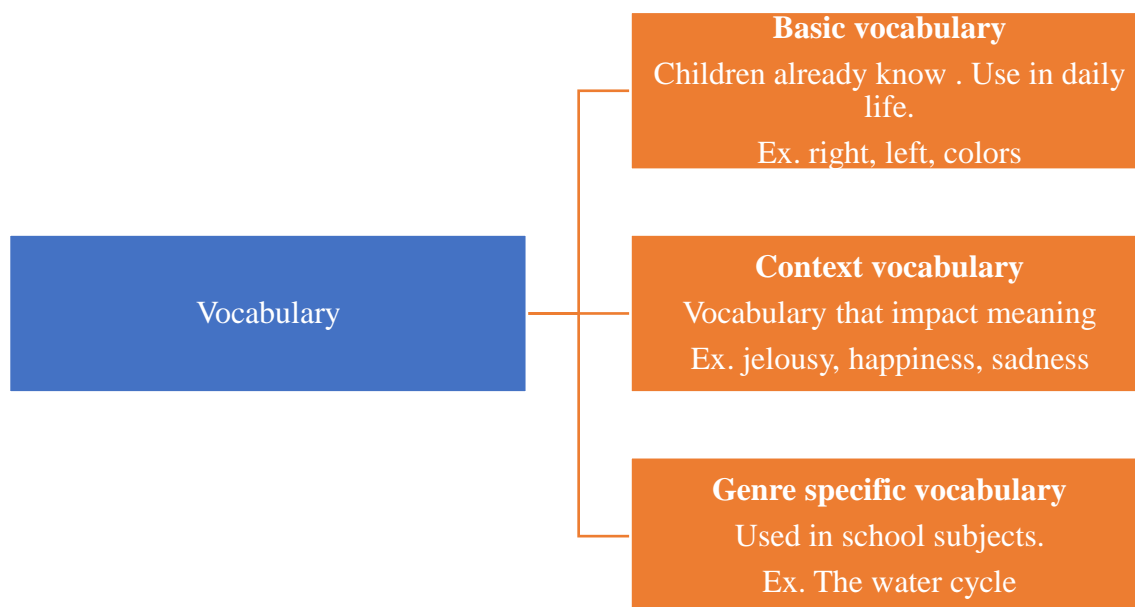 Vocabulary
Basic vocabulary
Children already know . Use in daily
life.
Ex. right, left, colors
Context vocabulary
Vocabulary that impact meaning
Ex. jelousy, happiness, sadness
Genre specific vocabulary
Used in school subjects.
Ex. The water cycle